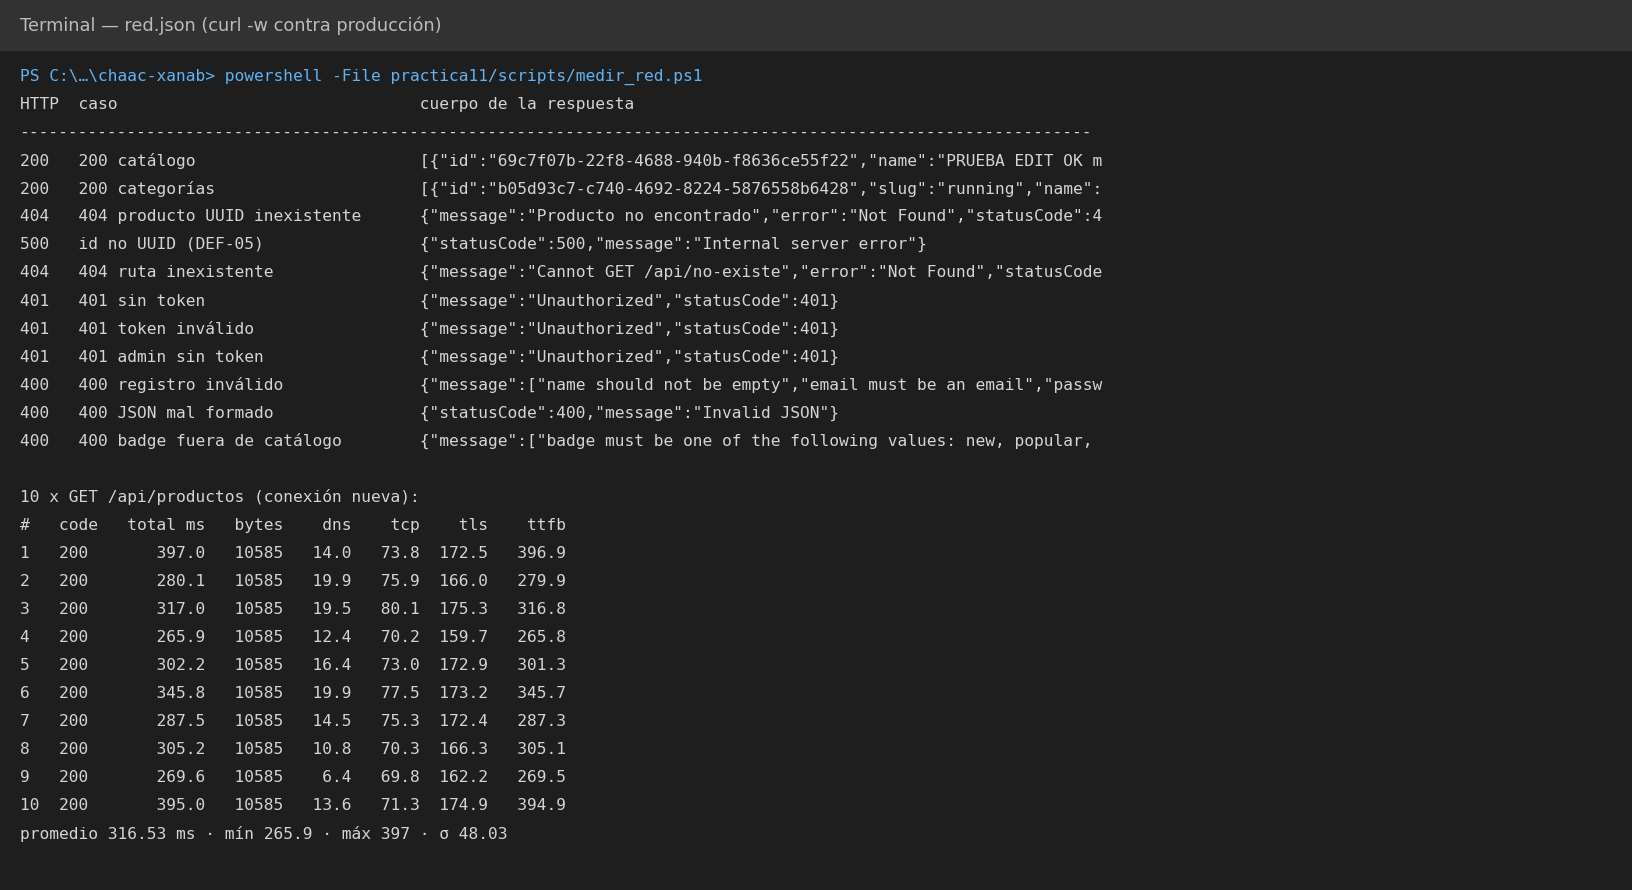 Terminal — red.json (curl -w contra producción)
PS C:\…\chaac-xanab> powershell -File practica11/scripts/medir_red.ps1
HTTP  caso                               cuerpo de la respuesta
--------------------------------------------------------------------------------------------------------------
200   200 catálogo                       [{"id":"69c7f07b-22f8-4688-940b-f8636ce55f22","name":"PRUEBA EDIT OK m
200   200 categorías                     [{"id":"b05d93c7-c740-4692-8224-5876558b6428","slug":"running","name":
404   404 producto UUID inexistente      {"message":"Producto no encontrado","error":"Not Found","statusCode":4
500   id no UUID (DEF-05)                {"statusCode":500,"message":"Internal server error"}
404   404 ruta inexistente               {"message":"Cannot GET /api/no-existe","error":"Not Found","statusCode
401   401 sin token                      {"message":"Unauthorized","statusCode":401}
401   401 token inválido                 {"message":"Unauthorized","statusCode":401}
401   401 admin sin token                {"message":"Unauthorized","statusCode":401}
400   400 registro inválido              {"message":["name should not be empty","email must be an email","passw
400   400 JSON mal formado               {"statusCode":400,"message":"Invalid JSON"}
400   400 badge fuera de catálogo        {"message":["badge must be one of the following values: new, popular,
10 x GET /api/productos (conexión nueva):
#   code   total ms   bytes    dns    tcp    tls    ttfb
1   200       397.0   10585   14.0   73.8  172.5   396.9
2   200       280.1   10585   19.9   75.9  166.0   279.9
3   200       317.0   10585   19.5   80.1  175.3   316.8
4   200       265.9   10585   12.4   70.2  159.7   265.8
5   200       302.2   10585   16.4   73.0  172.9   301.3
6   200       345.8   10585   19.9   77.5  173.2   345.7
7   200       287.5   10585   14.5   75.3  172.4   287.3
8   200       305.2   10585   10.8   70.3  166.3   305.1
9   200       269.6   10585    6.4   69.8  162.2   269.5
10  200       395.0   10585   13.6   71.3  174.9   394.9
promedio 316.53 ms · mín 265.9 · máx 397 · σ 48.03